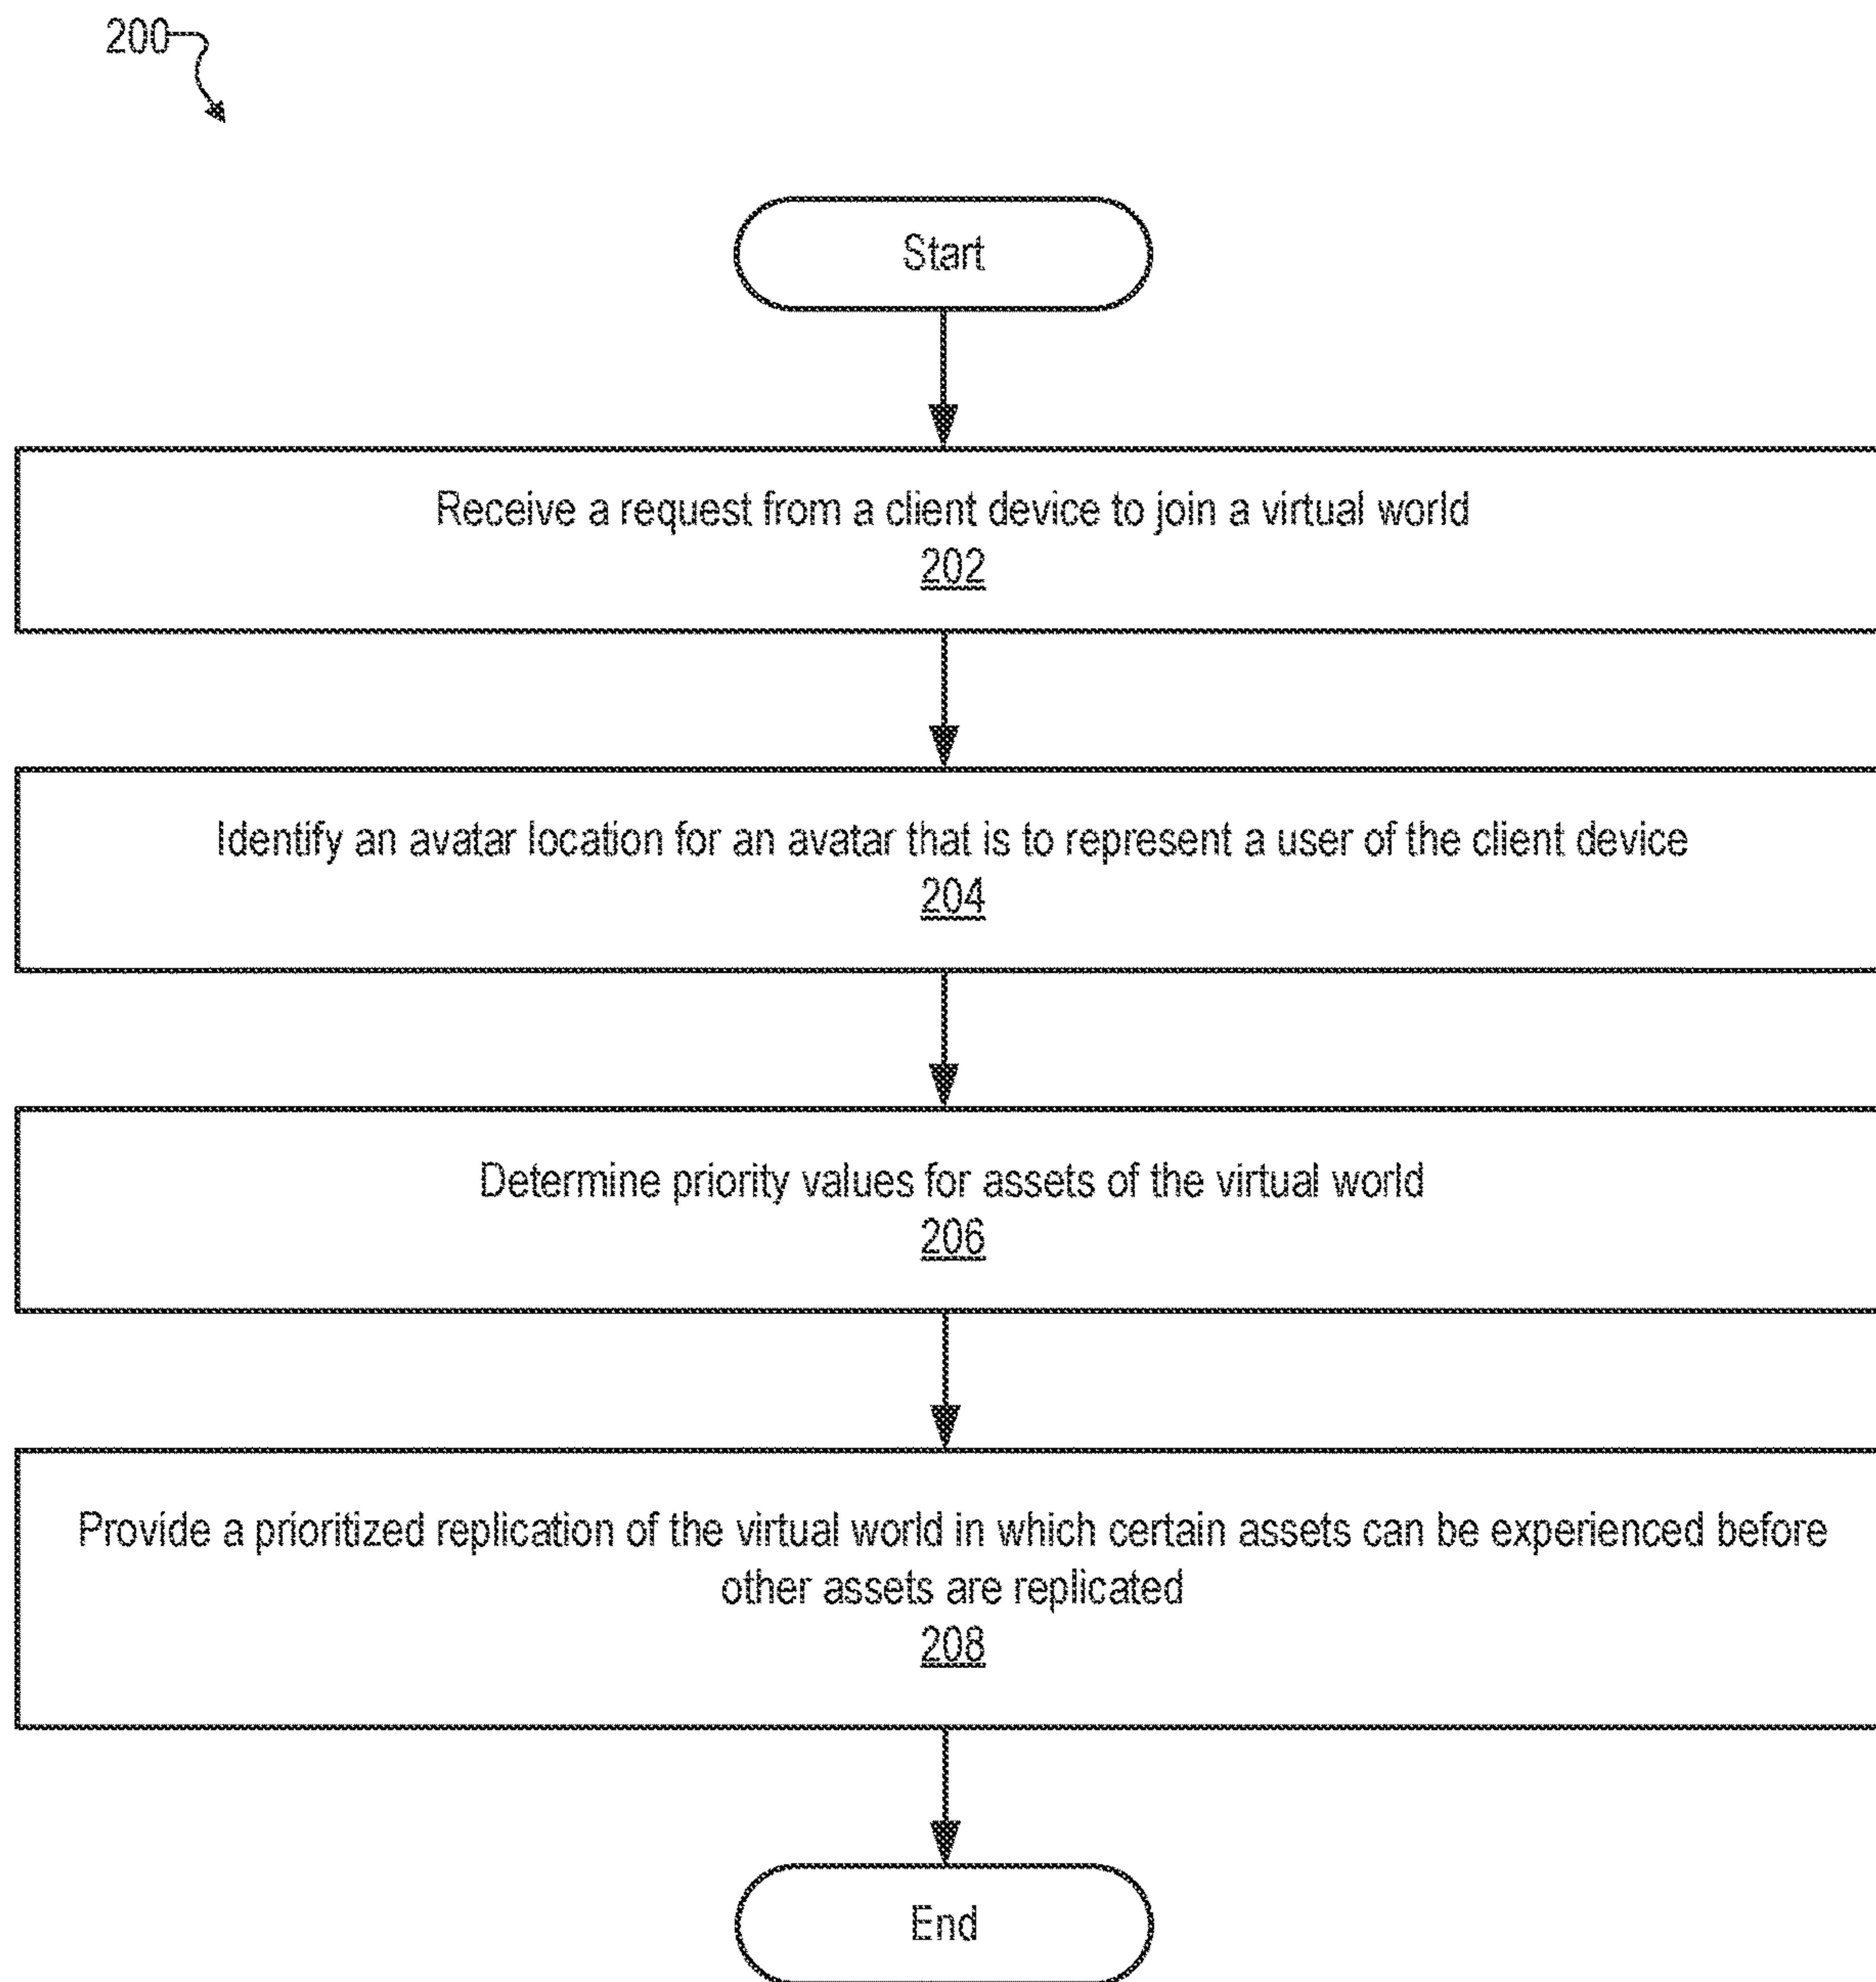 200
Start
Receive a request from a client device to join a virtual world
202
Identify an avatar location for an avatar that is to represent a user of the client device
204
Determine priority values for assets of the virtual world
206
Provide a prioritized replication of the virtual world in which certain assets can be experienced before
other assets are replicated
208
End